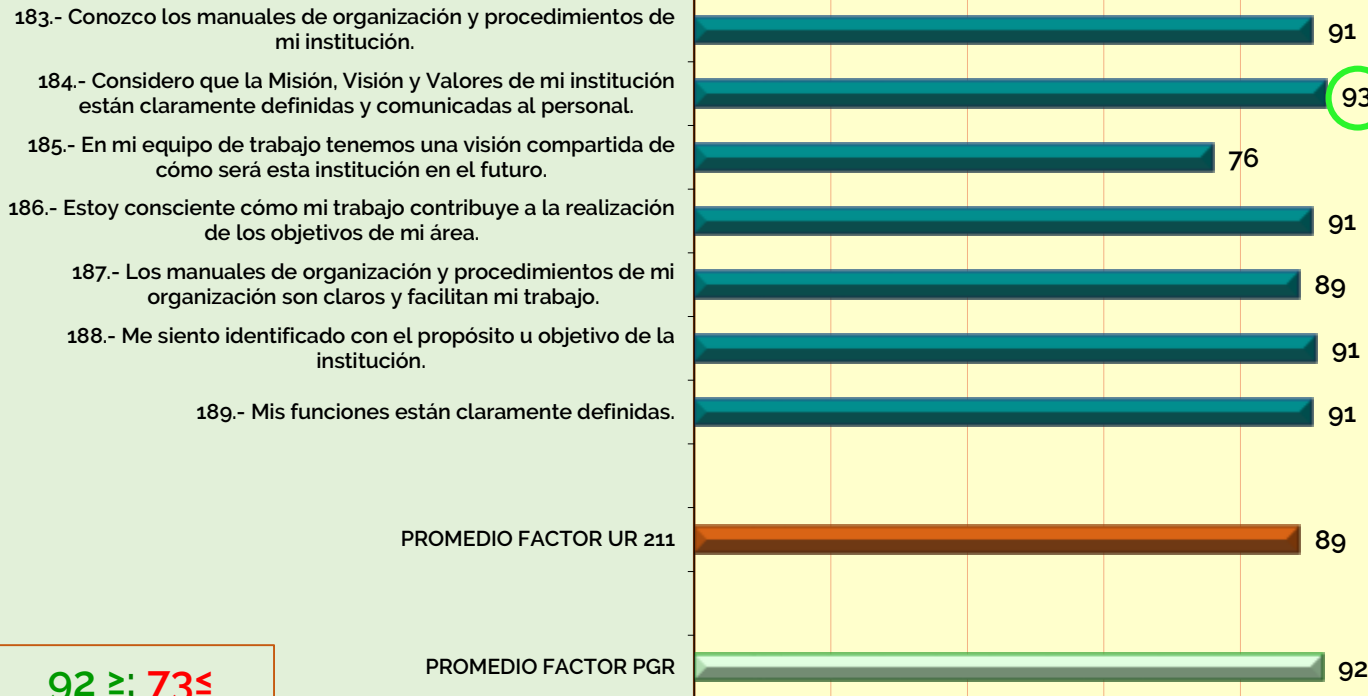 183.- Conozco los manuales de organización y procedimientos de
mi institución.
91
184.- Considero que la Misión, Visión y Valores de mi institución
están claramente definidas y comunicadas al personal.
93
185.- En mi equipo de trabajo tenemos una visión compartida de
cómo será esta institución en el futuro.
76
186.- Estoy consciente cómo mi trabajo contribuye a la realización
de los objetivos de mi área.
91
187.- Los manuales de organización y procedimientos de mi
organización son claros y facilitan mi trabajo.
89
188.- Me siento identificado con el propósito u objetivo de la
institución.
91
189.- Mis funciones están claramente definidas.
91
PROMEDIO FACTOR UR 211
89
PROMEDIO FACTOR PGR
92
92 ≥; 73≤